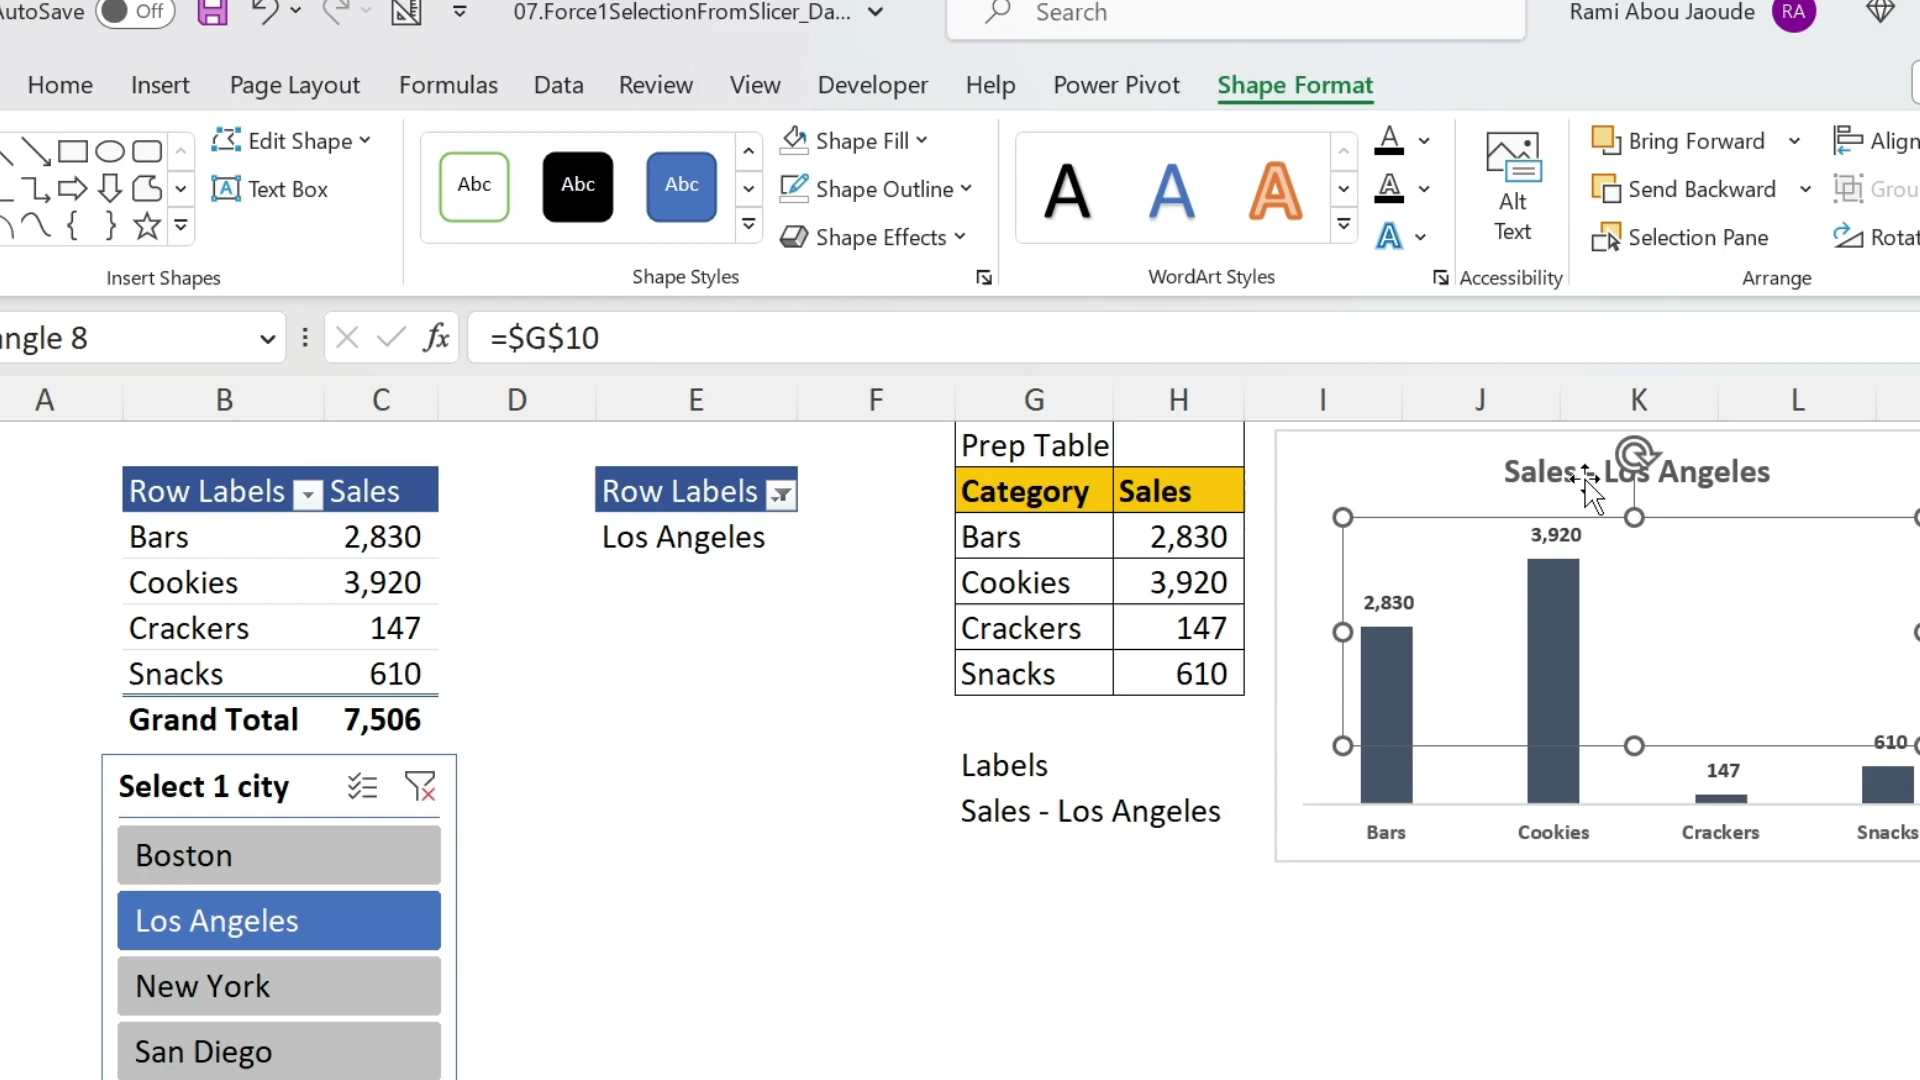 AutoSave Off 07.Force1SelectionFromSlicer_Da... Search Rami Abou Jaoude RA
Home Insert Page Layout Formulas Data Review View Developer Help Power Pivot Shape Format
Edit Shape
Text Box
Insert Shapes
Abc Abc Abc
Shape Fill
Shape Outline
Shape Effects
Shape Styles
A A A
WordArt Styles
Alt
Text
Accessibility
Bring Forward
Send Backward
Selection Pane
Align
Grou
Rotat
Arrange
angle 8 fx =$G$10
A B C D E F G H I J K L
Row Labels Sales
Bars 2,830
Cookies 3,920
Crackers 147
Snacks 610
Grand Total 7,506
Select 1 city
Boston
Los Angeles
New York
San Diego
Row Labels
Los Angeles
Prep Table
Category Sales
Bars 2,830
Cookies 3,920
Crackers 147
Snacks 610
Labels
Sales - Los Angeles
Sales - Los Angeles
3,920
2,830
610
147
Bars Cookies Crackers Snacks